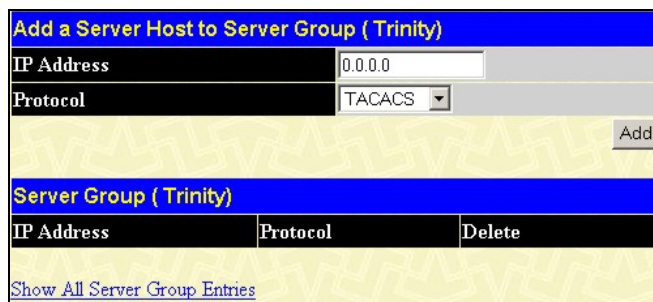 Add a Server Host to Server Group ( Trinity)
IP Address 0.0.0.0
Protocol TACACS
Add
Server Group ( Trinity)
IP Address Protocol Delete
Show All Server Group Entries